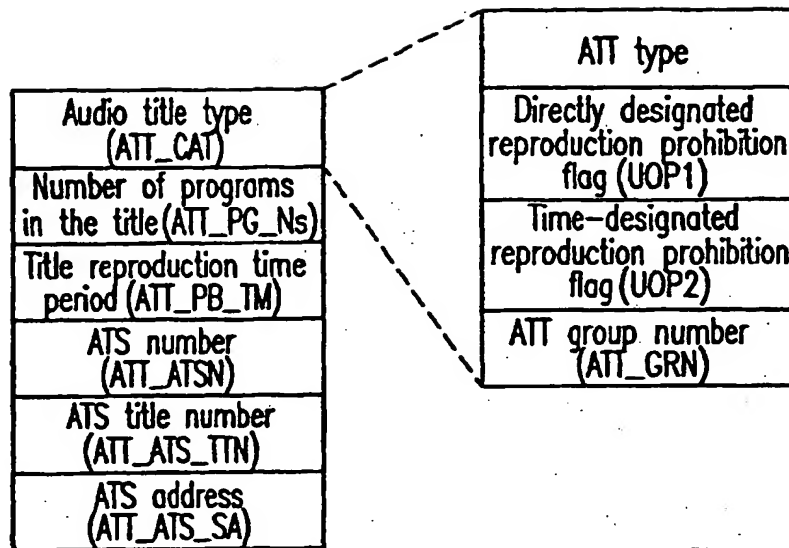 Audio title type
(ATT_CAT)
Number of programs
in the title (ATT_PG_Ns)
Title reproduction time
period (ATT_PB_TM)
ATS number
(ATT_ATSN)
ATS title number
(ATT_ATS_TTN)
ATS address
(ATT_ATS_SA)
ATT type
Directly designated
reproduction prohibition
flag (UOP1)
Time-designated
reproduction prohibition
flag (UOP2)
ATT group number
(ATT_GRN)